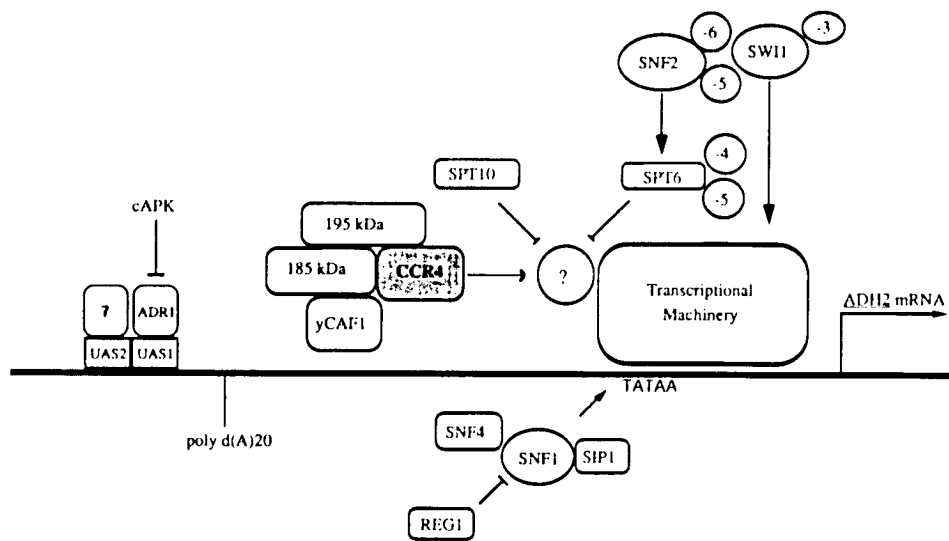 -6
SNF2
SWI1
-3
-5
-4
SPT10
SPT6
-5
cAPK
195 kDa
185 kDa
CCR4
?
Transcriptional
Machinery
ADH2 mRNA
?
ADR1
yCAF1
UAS2
UAS1
TATAA
poly d(A)20
SNF4
SNF1
SIP1
REG1